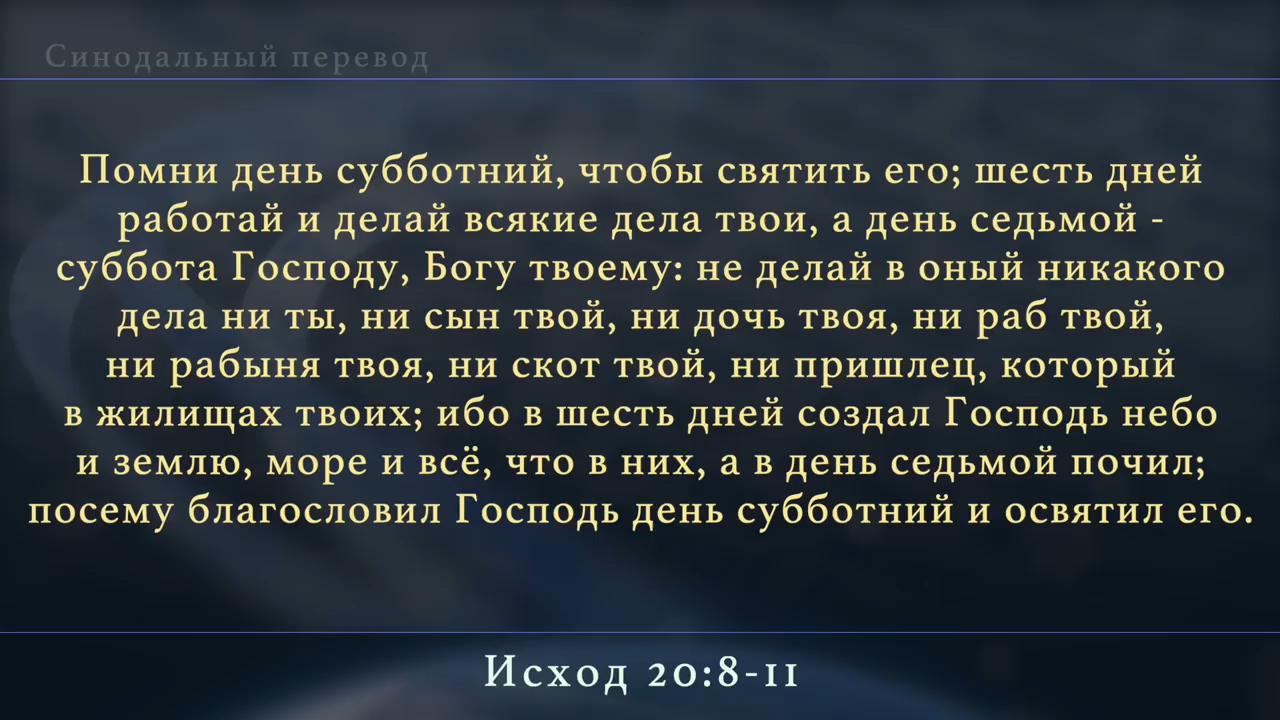 Синодальный перевод
Помни день субботний, чтобы святить его; шесть дней
работай и делай всякие дела твои, а день седьмой -
суббота Господу, Богу твоему: не делай в оный никакого
дела ни ты, ни сын твой, ни дочь твоя, ни раб твой,
ни рабыня твоя, ни скот твой, ни пришлец, который
в жилищах твоих; ибо в шесть дней создал Господь небо
и землю, море и всё, что в них, а в день седьмой почил;
посему благословил Господь день субботний и освятил его.
Исход 20:8-11